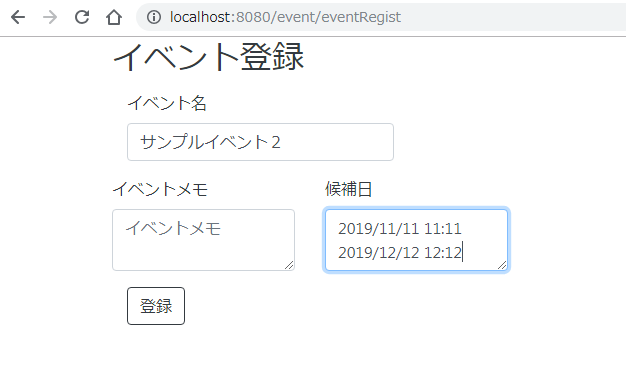 localhost:8080/event/eventRegist
イベント登録
イベント名
サンプルイベント２
イベントメモ
候補日
イベントメモ
2019/11/11 11:11
2019/12/12 12:12
登録